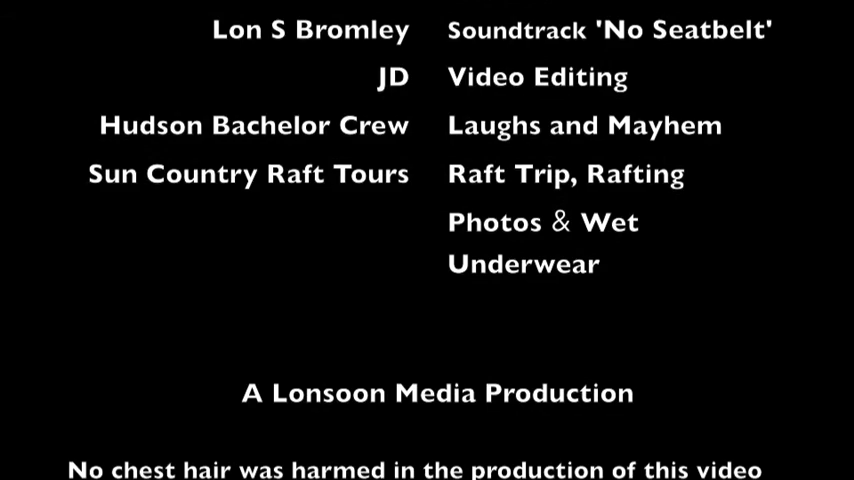 Lon S Bromley Soundtrack 'No Seatbelt'
JD Video Editing
Hudson Bachelor Crew Laughs and Mayhem
Sun Country Raft Tours Raft Trip, Rafting
Photos & Wet
Underwear
A Lonsoon Media Production
No chest hair was harmed in the production of this video